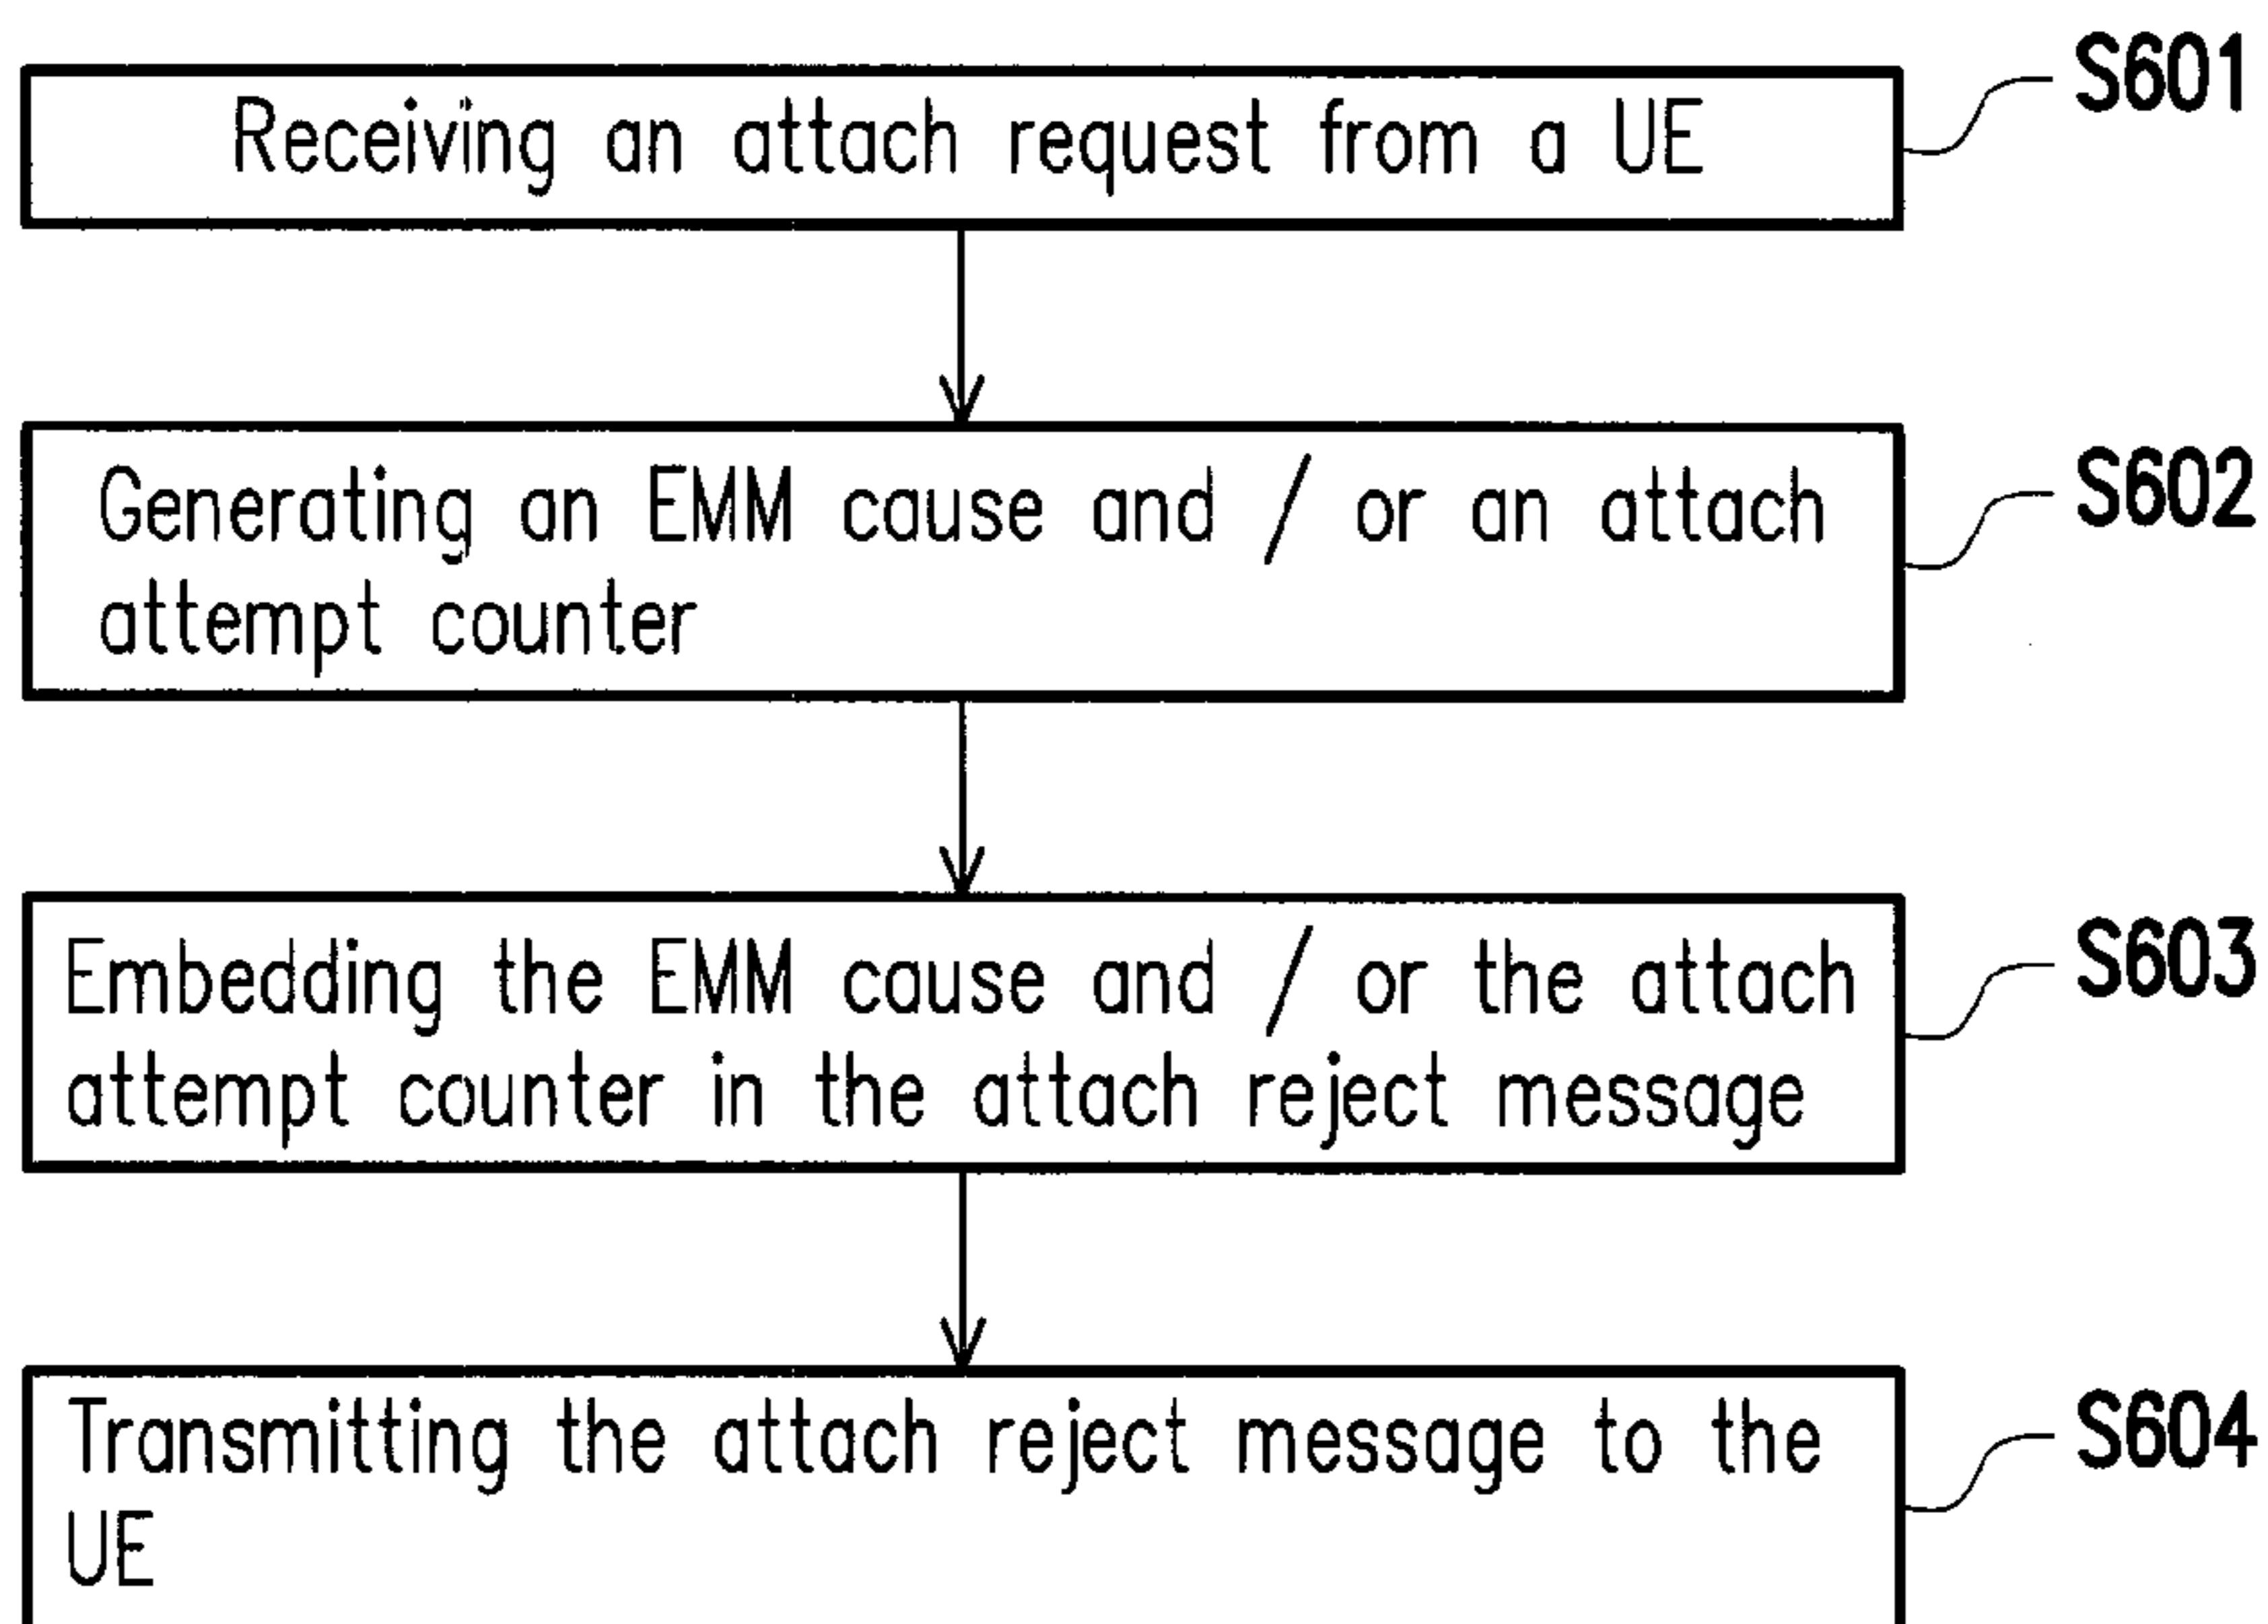 Receiving an attach request from a UE
S601
Generating an EMM cause and / or an attach
attempt counter
S602
Embedding the EMM cause and / or the attach
attempt counter in the attach reject message
S603
Transmitting the attach reject message to the
UE
S604